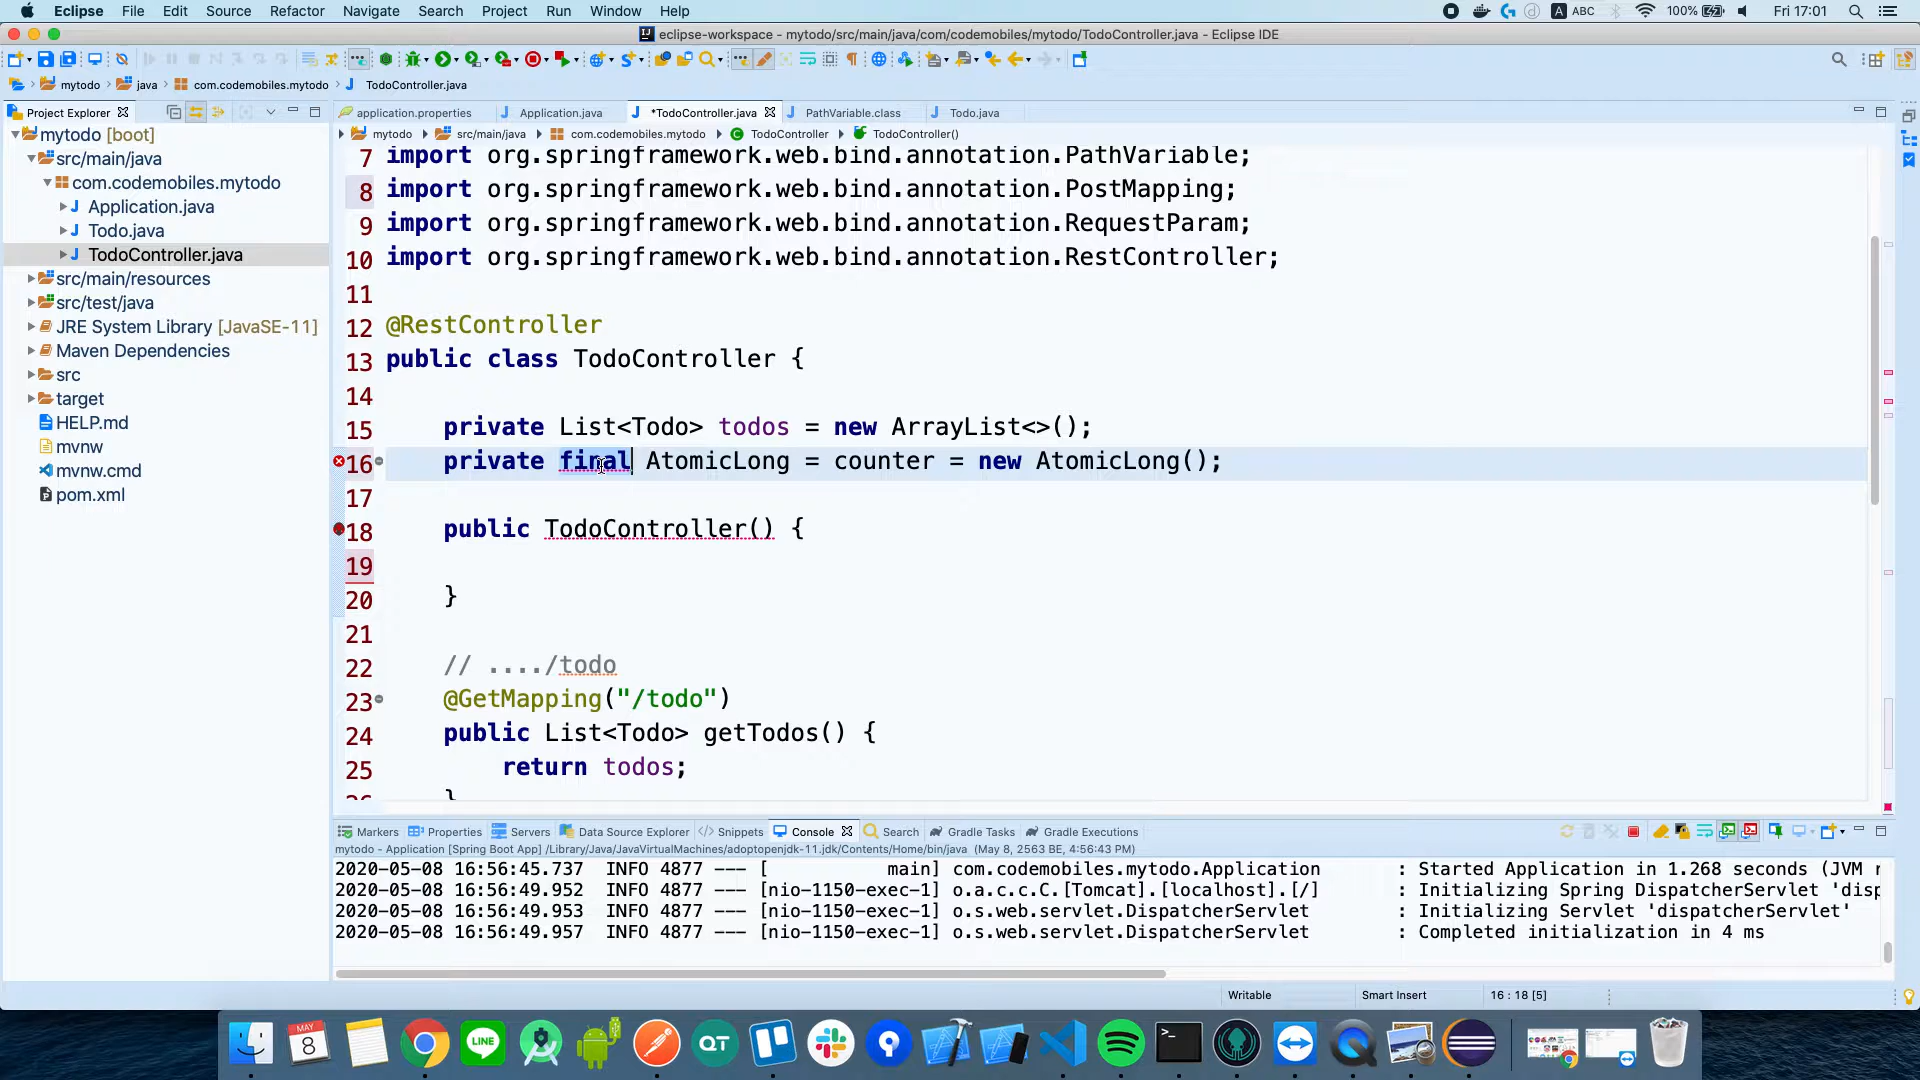 Eclipse File Edit Source Refactor Navigate Search Project Run Window Help A ABC 100% Fri 17:01
eclipse-workspace - mytodo/src/main/java/com/codemobiles/mytodo/TodoController.java - Eclipse IDE
mytodo java com.codemobiles.mytodo TodoController.java
Project Explorer
mytodo [boot]
src/main/java
com.codemobiles.mytodo
Application.java
Todo.java
TodoController.java
src/main/resources
src/test/java
JRE System Library [JavaSE-11]
Maven Dependencies
src
target
HELP.md
mvnw
mvnw.cmd
pom.xml
application.properties Application.java *TodoController.java PathVariable.class Todo.java
mytodo src/main/java com.codemobiles.mytodo TodoController TodoController()
7 import org.springframework.web.bind.annotation.PathVariable;
8 import org.springframework.web.bind.annotation.PostMapping;
9 import org.springframework.web.bind.annotation.RequestParam;
10 import org.springframework.web.bind.annotation.RestController;
11
12 @RestController
13 public class TodoController {
14
15 private List<Todo> todos = new ArrayList<>();
16 private final AtomicLong = counter = new AtomicLong();
17
18 public TodoController() {
19
20 }
21
22 // ..../todo
23 @GetMapping("/todo")
24 public List<Todo> getTodos() {
25 return todos;
26 }
Markers Properties Servers Data Source Explorer Snippets Console Search Gradle Tasks Gradle Executions
mytodo - Application [Spring Boot App] /Library/Java/JavaVirtualMachines/adoptopenjdk-11.jdk/Contents/Home/bin/java (May 8, 2563 BE, 4:56:43 PM)
2020-05-08 16:56:45.737 INFO 4877 --- [ main] com.codemobiles.mytodo.Application : Started Application in 1.268 seconds (JVM r
2020-05-08 16:56:49.952 INFO 4877 --- [nio-1150-exec-1] o.a.c.c.C.[Tomcat].[localhost].[/] : Initializing Spring DispatcherServlet 'disp
2020-05-08 16:56:49.953 INFO 4877 --- [nio-1150-exec-1] o.s.web.servlet.DispatcherServlet : Initializing Servlet 'dispatcherServlet'
2020-05-08 16:56:49.957 INFO 4877 --- [nio-1150-exec-1] o.s.web.servlet.DispatcherServlet : Completed initialization in 4 ms
Writable Smart Insert 16 : 18 [5]
MAY
8
LINE
QT